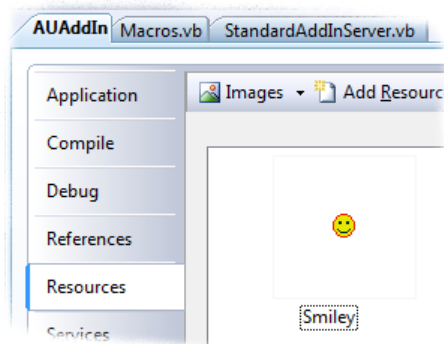 AUAddIn Macros.vb StandardAddInServer.vb
Application
Images Add Resourc
Compile
Debug
References
Resources
Smiley
Services